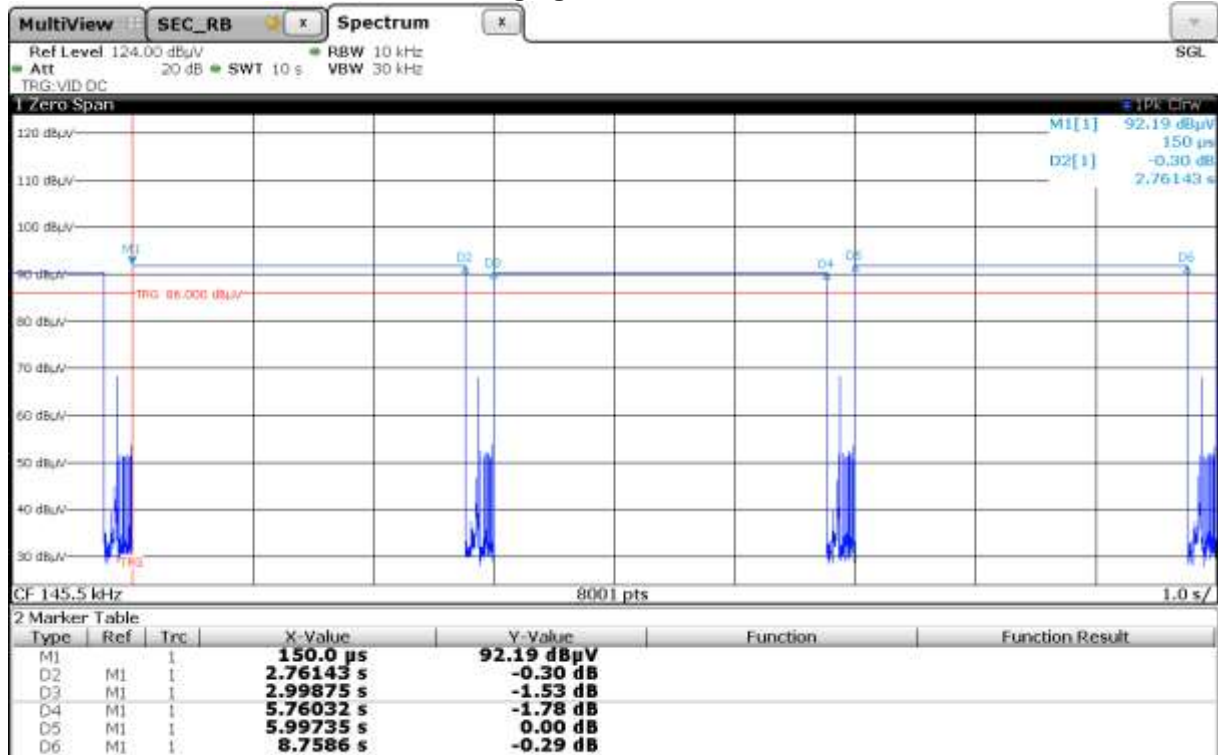 MultiView SEC_RB x Spectrum x
Ref Level 124.00 dBµV RBW 10 kHz SGL
Att 20 dB SWT 10 s VBW 30 kHz
TRG:VID DC
1 Zero Span 1Pk Clrw
M1[1] 92.19 dBµV
150 µs
D2[1] -0.30 dB
2.76143 s
120 dBµV
110 dBµV
100 dBµV
M1 D2 D3 D4 D5 D6
90 dBµV
TRG 86.000 dBµV
80 dBµV
70 dBµV
60 dBµV
50 dBµV
40 dBµV
30 dBµV
TRG
CF 145.5 kHz 8001 pts 1.0 s/
2 Marker Table
Type Ref Trc X-Value Y-Value Function Function Result
M1 1 150.0 µs 92.19 dBµV
D2 M1 1 2.76143 s -0.30 dB
D3 M1 1 2.99875 s -1.53 dB
D4 M1 1 5.76032 s -1.78 dB
D5 M1 1 5.99735 s 0.00 dB
D6 M1 1 8.7586 s -0.29 dB